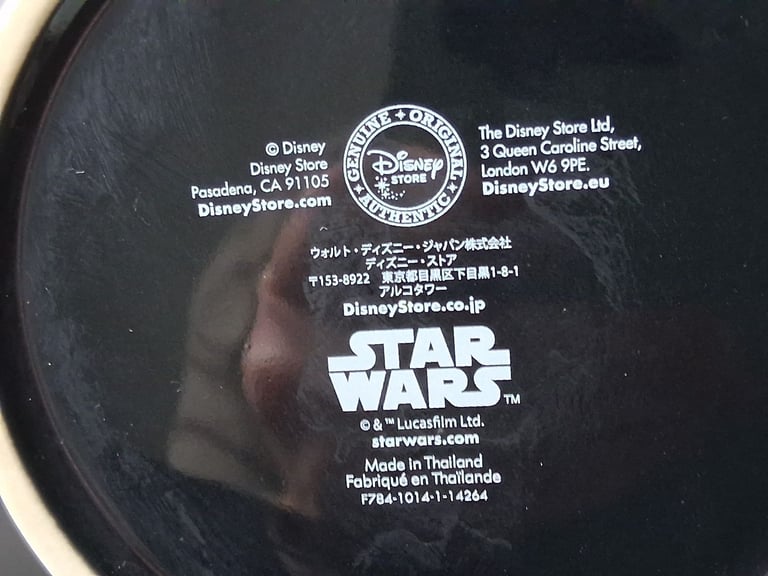 © Disney
Disney Store
Pasadena, CA 91105
DisneyStore.com
GENUINE + ORIGINAL
Disney
STORE
AUTHENTIC
The Disney Store Ltd,
3 Queen Caroline Street,
London W6 9PE.
DisneyStore.eu
ウォルト・ディズニー・ジャパン株式会社
ディズニー・ストア
〒153-8922 東京都目黒区下目黒1-8-1
アルコタワー
DisneyStore.co.jp
STAR
WARS™
© & ™ Lucasfilm Ltd.
starwars.com
Made in Thailand
Fabriqué en Thaïlande
F784-1014-1-14264